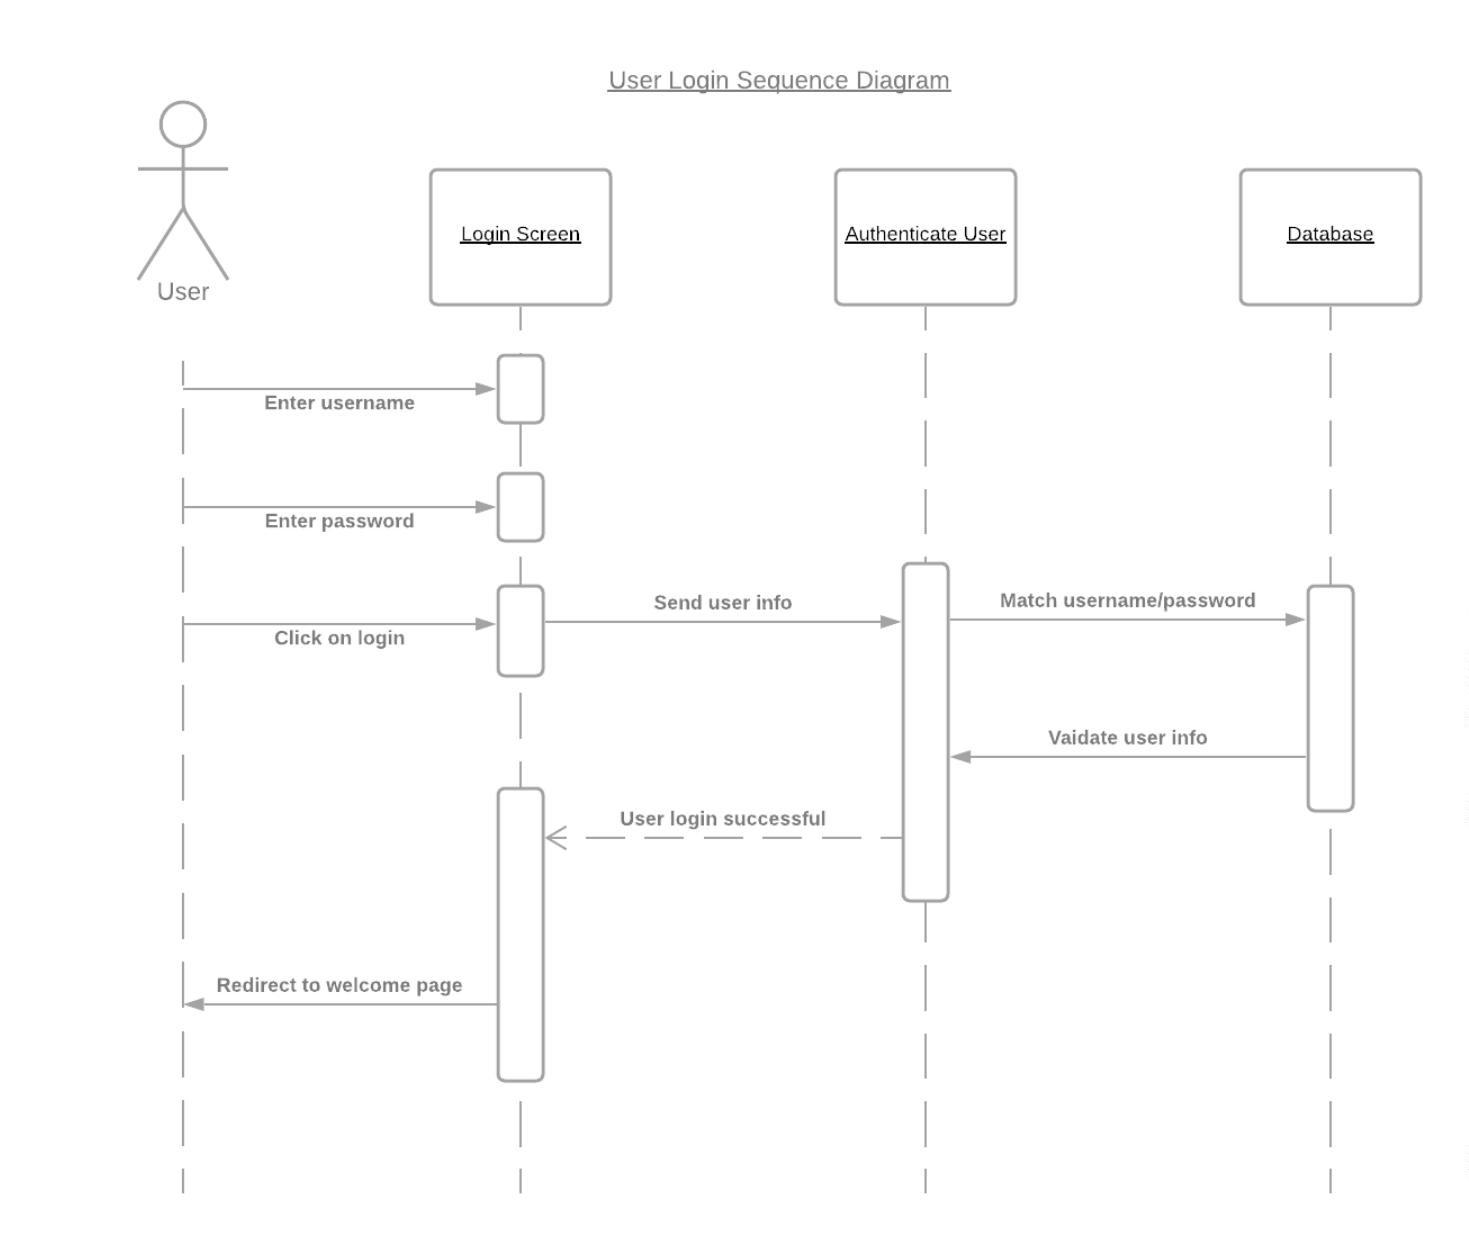 User Login Sequence Diagram
User
Login Screen
Authenticate User
Database
Enter username
Enter password
Click on login
Send user info
Match username/password
Vaidate user info
User login successful
Redirect to welcome page